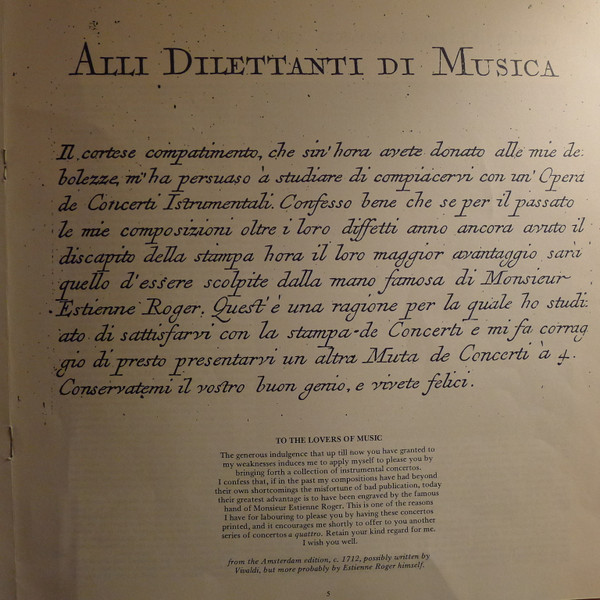 ALLI DILETTANTI DI MUSICA
Il cortese compatimento, che sin' hora avete donato alle mie de:
bolezze, m'ha persuaso à studiare di compiacervi con un' Opera
de Concerti Istrumentali. Confesso bene che se per il passato
le mie composizioni oltre i loro diffetti anno ancora avuto il
discapito della stampa hora il loro maggior avantaggio sarà
quello d'essere scolpite dalla mano famosa di Monsieur
Estienne Roger. Quest' è una ragione per la quale ho studi:
ato di sattisfarvi con la stampa de Concerti e mi fa corrag
gio di presto presentarvi un altra Muta de Concerti à 4.
Conservatemi il vostro buon genio, e vivete felici.
TO THE LOVERS OF MUSIC
The generous indulgence that up till now you have granted to
my weaknesses induces me to apply myself to please you by
bringing forth a collection of instrumental concertos.
I confess that, if in the past my compositions have had beyond
their own shortcomings the misfortune of bad publication, today
their greatest advantage is to have been engraved by the famous
hand of Monsieur Estienne Roger. This is one of the reasons
I have for labouring to please you by having these concertos
printed, and it encourages me shortly to offer to you another
series of concertos a quattro. Retain your kind regard for me.
I wish you well.
from the Amsterdam edition, c. 1712, possibly written by
Vivaldi, but more probably by Estienne Roger himself.
5